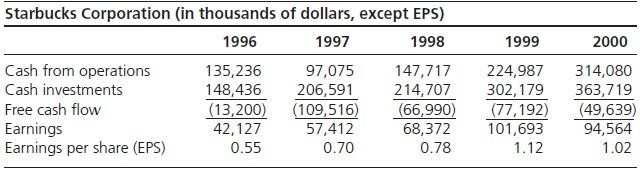 Starbucks Corporation (in thousands of dollars, except EPS)
1996 1997 1998 1999 2000
Cash from operations 135,236 97,075 147,717 224,987 314,080
Cash investments 148,436 206,591 214,707 302,179 363,719
Free cash flow (13,200) (109,516) (66,990) (77,192) (49,639)
Earnings 42,127 57,412 68,372 101,693 94,564
Earnings per share (EPS) 0.55 0.70 0.78 1.12 1.02